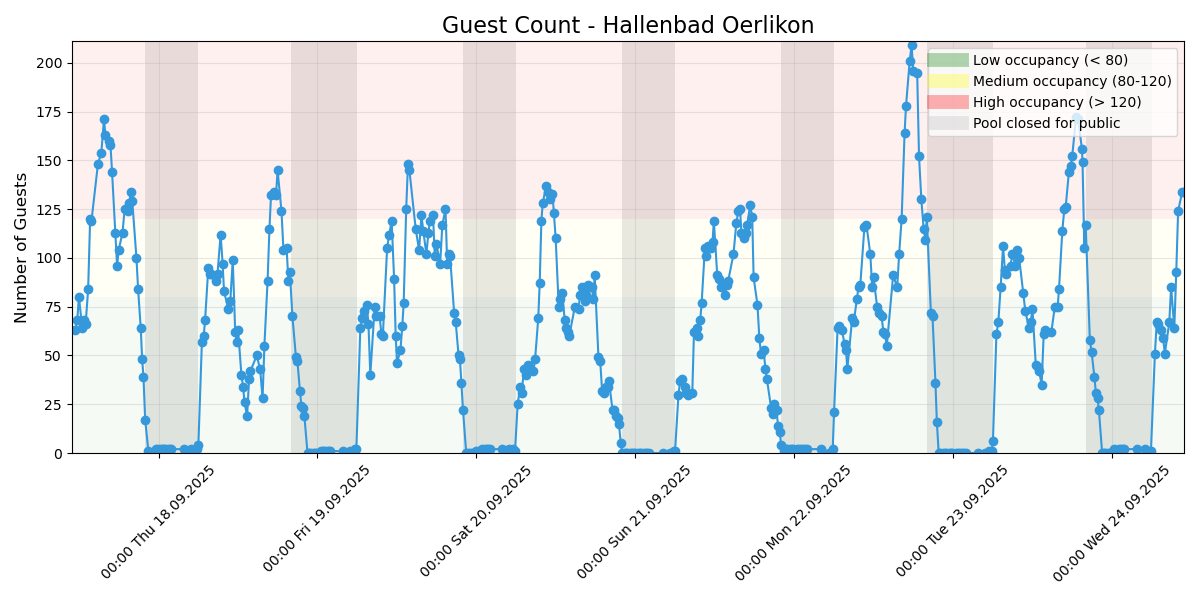 Guest Count - Hallenbad Oerlikon
Number of Guests
200
175
150
125
100
75
50
25
0
Low occupancy (< 80)
Medium occupancy (80-120)
High occupancy (> 120)
Pool closed for public
00:00 Thu 18.09.2025
00:00 Fri 19.09.2025
00:00 Sat 20.09.2025
00:00 Sun 21.09.2025
00:00 Mon 22.09.2025
00:00 Tue 23.09.2025
00:00 Wed 24.09.2025